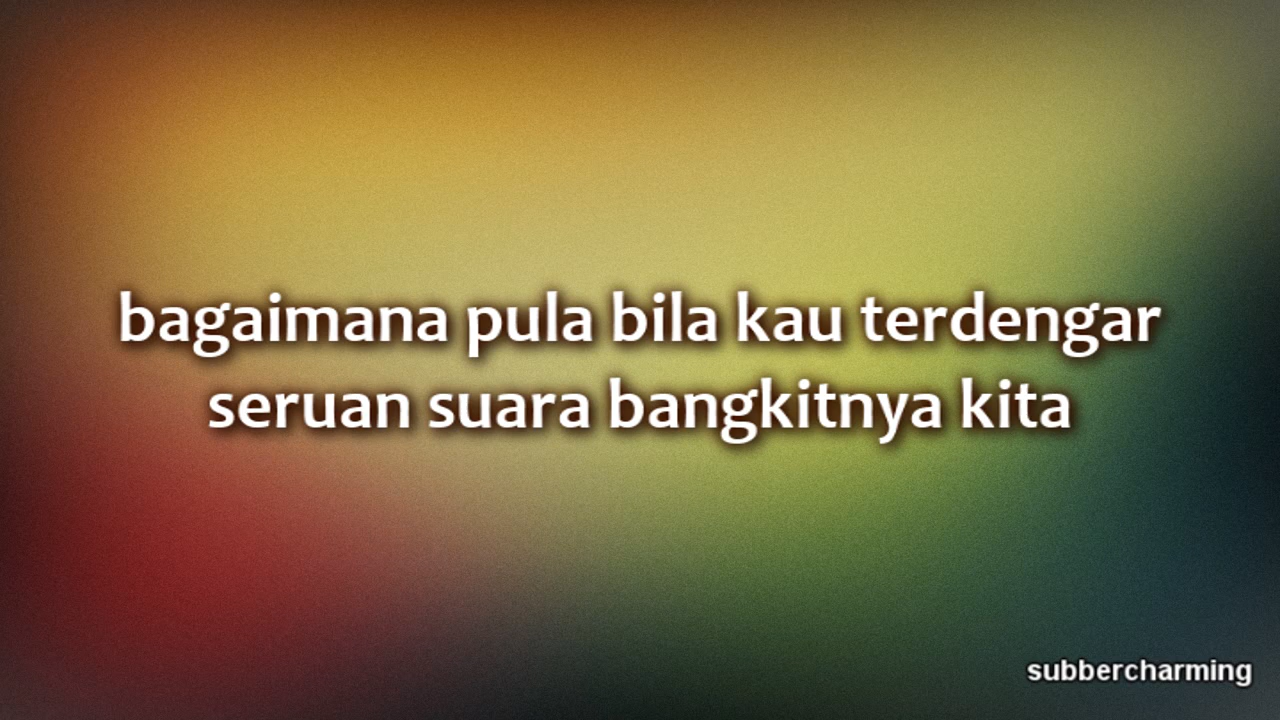 bagaimana pula bila kau terdengar
seruan suara bangkitnya kita
subbercharming